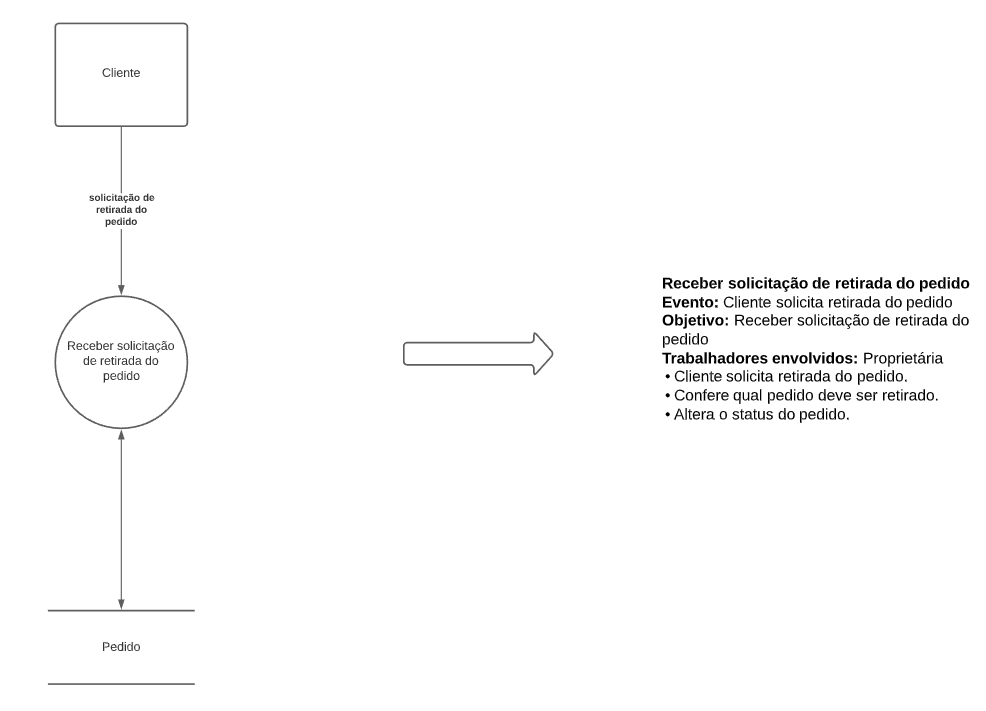 Cliente
solicitação de
retirada do
pedido
Receber solicitação
de retirada do
pedido
Pedido
Receber solicitação de retirada do pedido
Evento: Cliente solicita retirada do pedido
Objetivo: Receber solicitação de retirada do
pedido
Trabalhadores envolvidos: Proprietária
• Cliente solicita retirada do pedido.
• Confere qual pedido deve ser retirado.
• Altera o status do pedido.